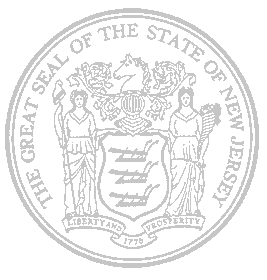 THE GREAT SEAL OF THE STATE OF NEW JERSEY
LIBERTY AND PROSPERITY
1776